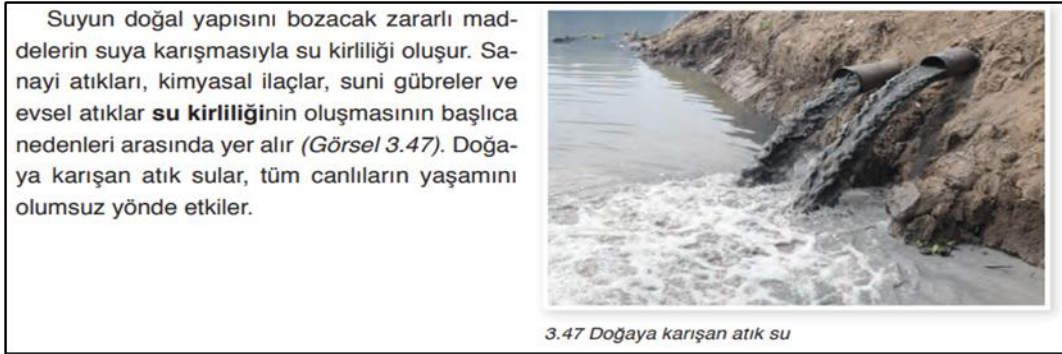 Suyun doğal yapısını bozacak zararlı mad-
delerin suya karışmasıyla su kirliliği oluşur. Sa-
nayi atıkları, kimyasal ilaçlar, suni gübreler ve
evsel atıklar su kirliliğinin oluşmasının başlıca
nedenleri arasında yer alır (Görsel 3.47). Doğa-
ya karışan atık sular, tüm canlıların yaşamını
olumsuz yönde etkiler.
3.47 Doğaya karışan atık su